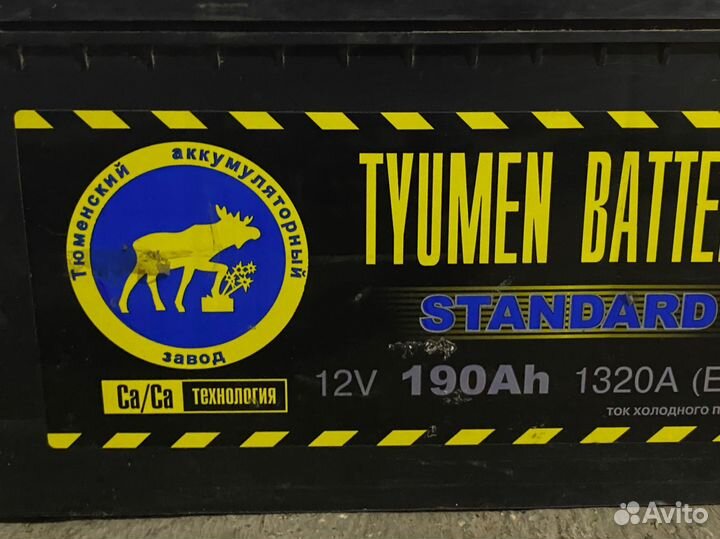 Тюменский аккумуляторный
завод
TYUMEN BATTE
STANDARD
Ca/Ca технология
12V 190Ah 1320A (E
ТОК ХОЛОДНОГО П
Avito